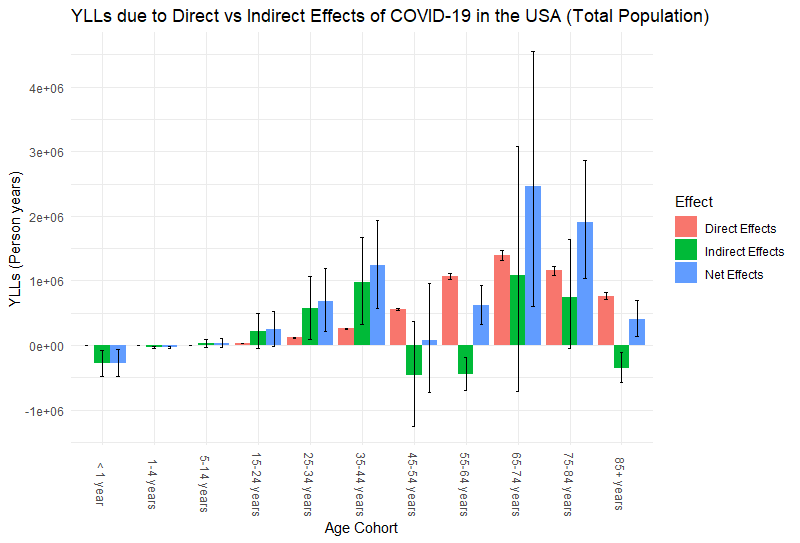 YLLs due to Direct vs Indirect Effects of COVID-19 in the USA (Total Population)
YLLs (Person years)
4e+06
3e+06
2e+06
1e+06
0e+00
-1e+06
< 1 year
1-4 years
5-14 years
15-24 years
25-34 years
35-44 years
45-54 years
55-64 years
65-74 years
75-84 years
85+ years
Age Cohort
Effect
Direct Effects
Indirect Effects
Net Effects